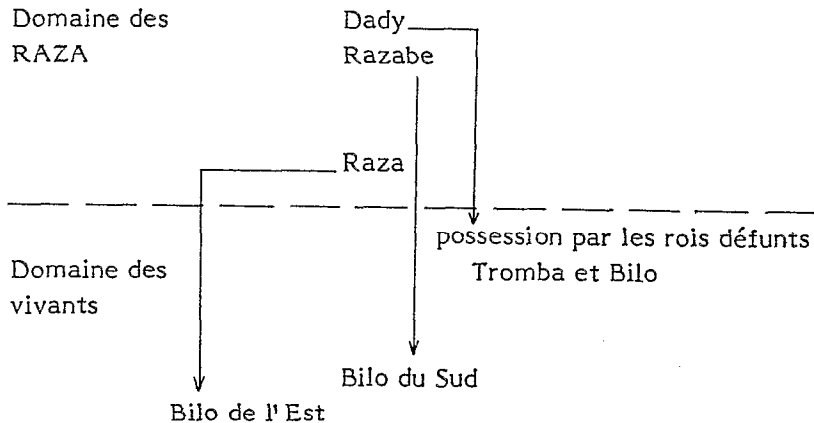 Domaine des
RAZA
Dady
Razabe
Raza
possession par les rois défunts
Tromba et Bilo
Domaine des
vivants
Bilo du Sud
Bilo de l'Est